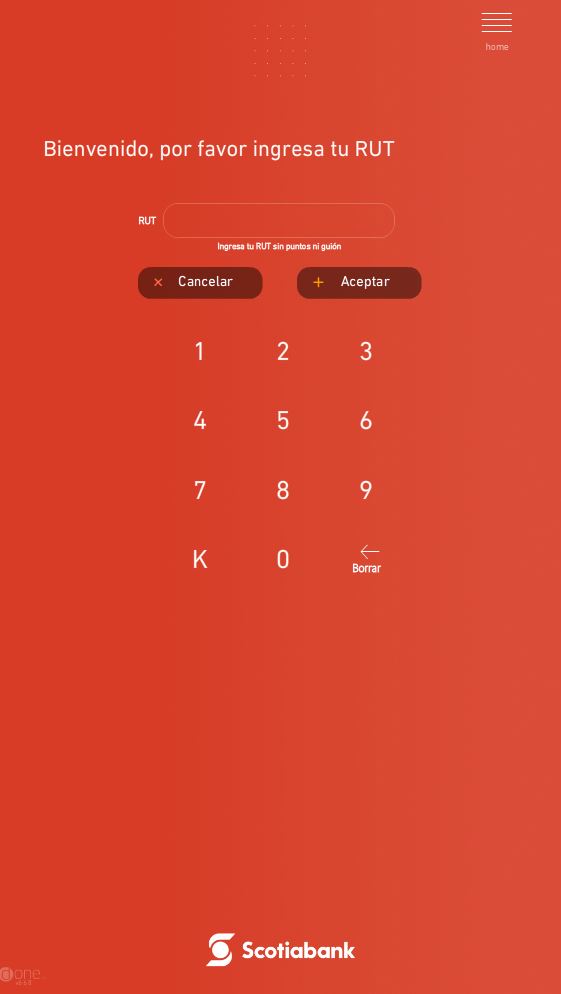 home
Bienvenido, por favor ingresa tu RUT
RUT
Ingresa tu RUT sin puntos ni guión
Cancelar
Aceptar
1 2 3
4 5 6
7 8 9
K 0
Borrar
Scotiabank
done